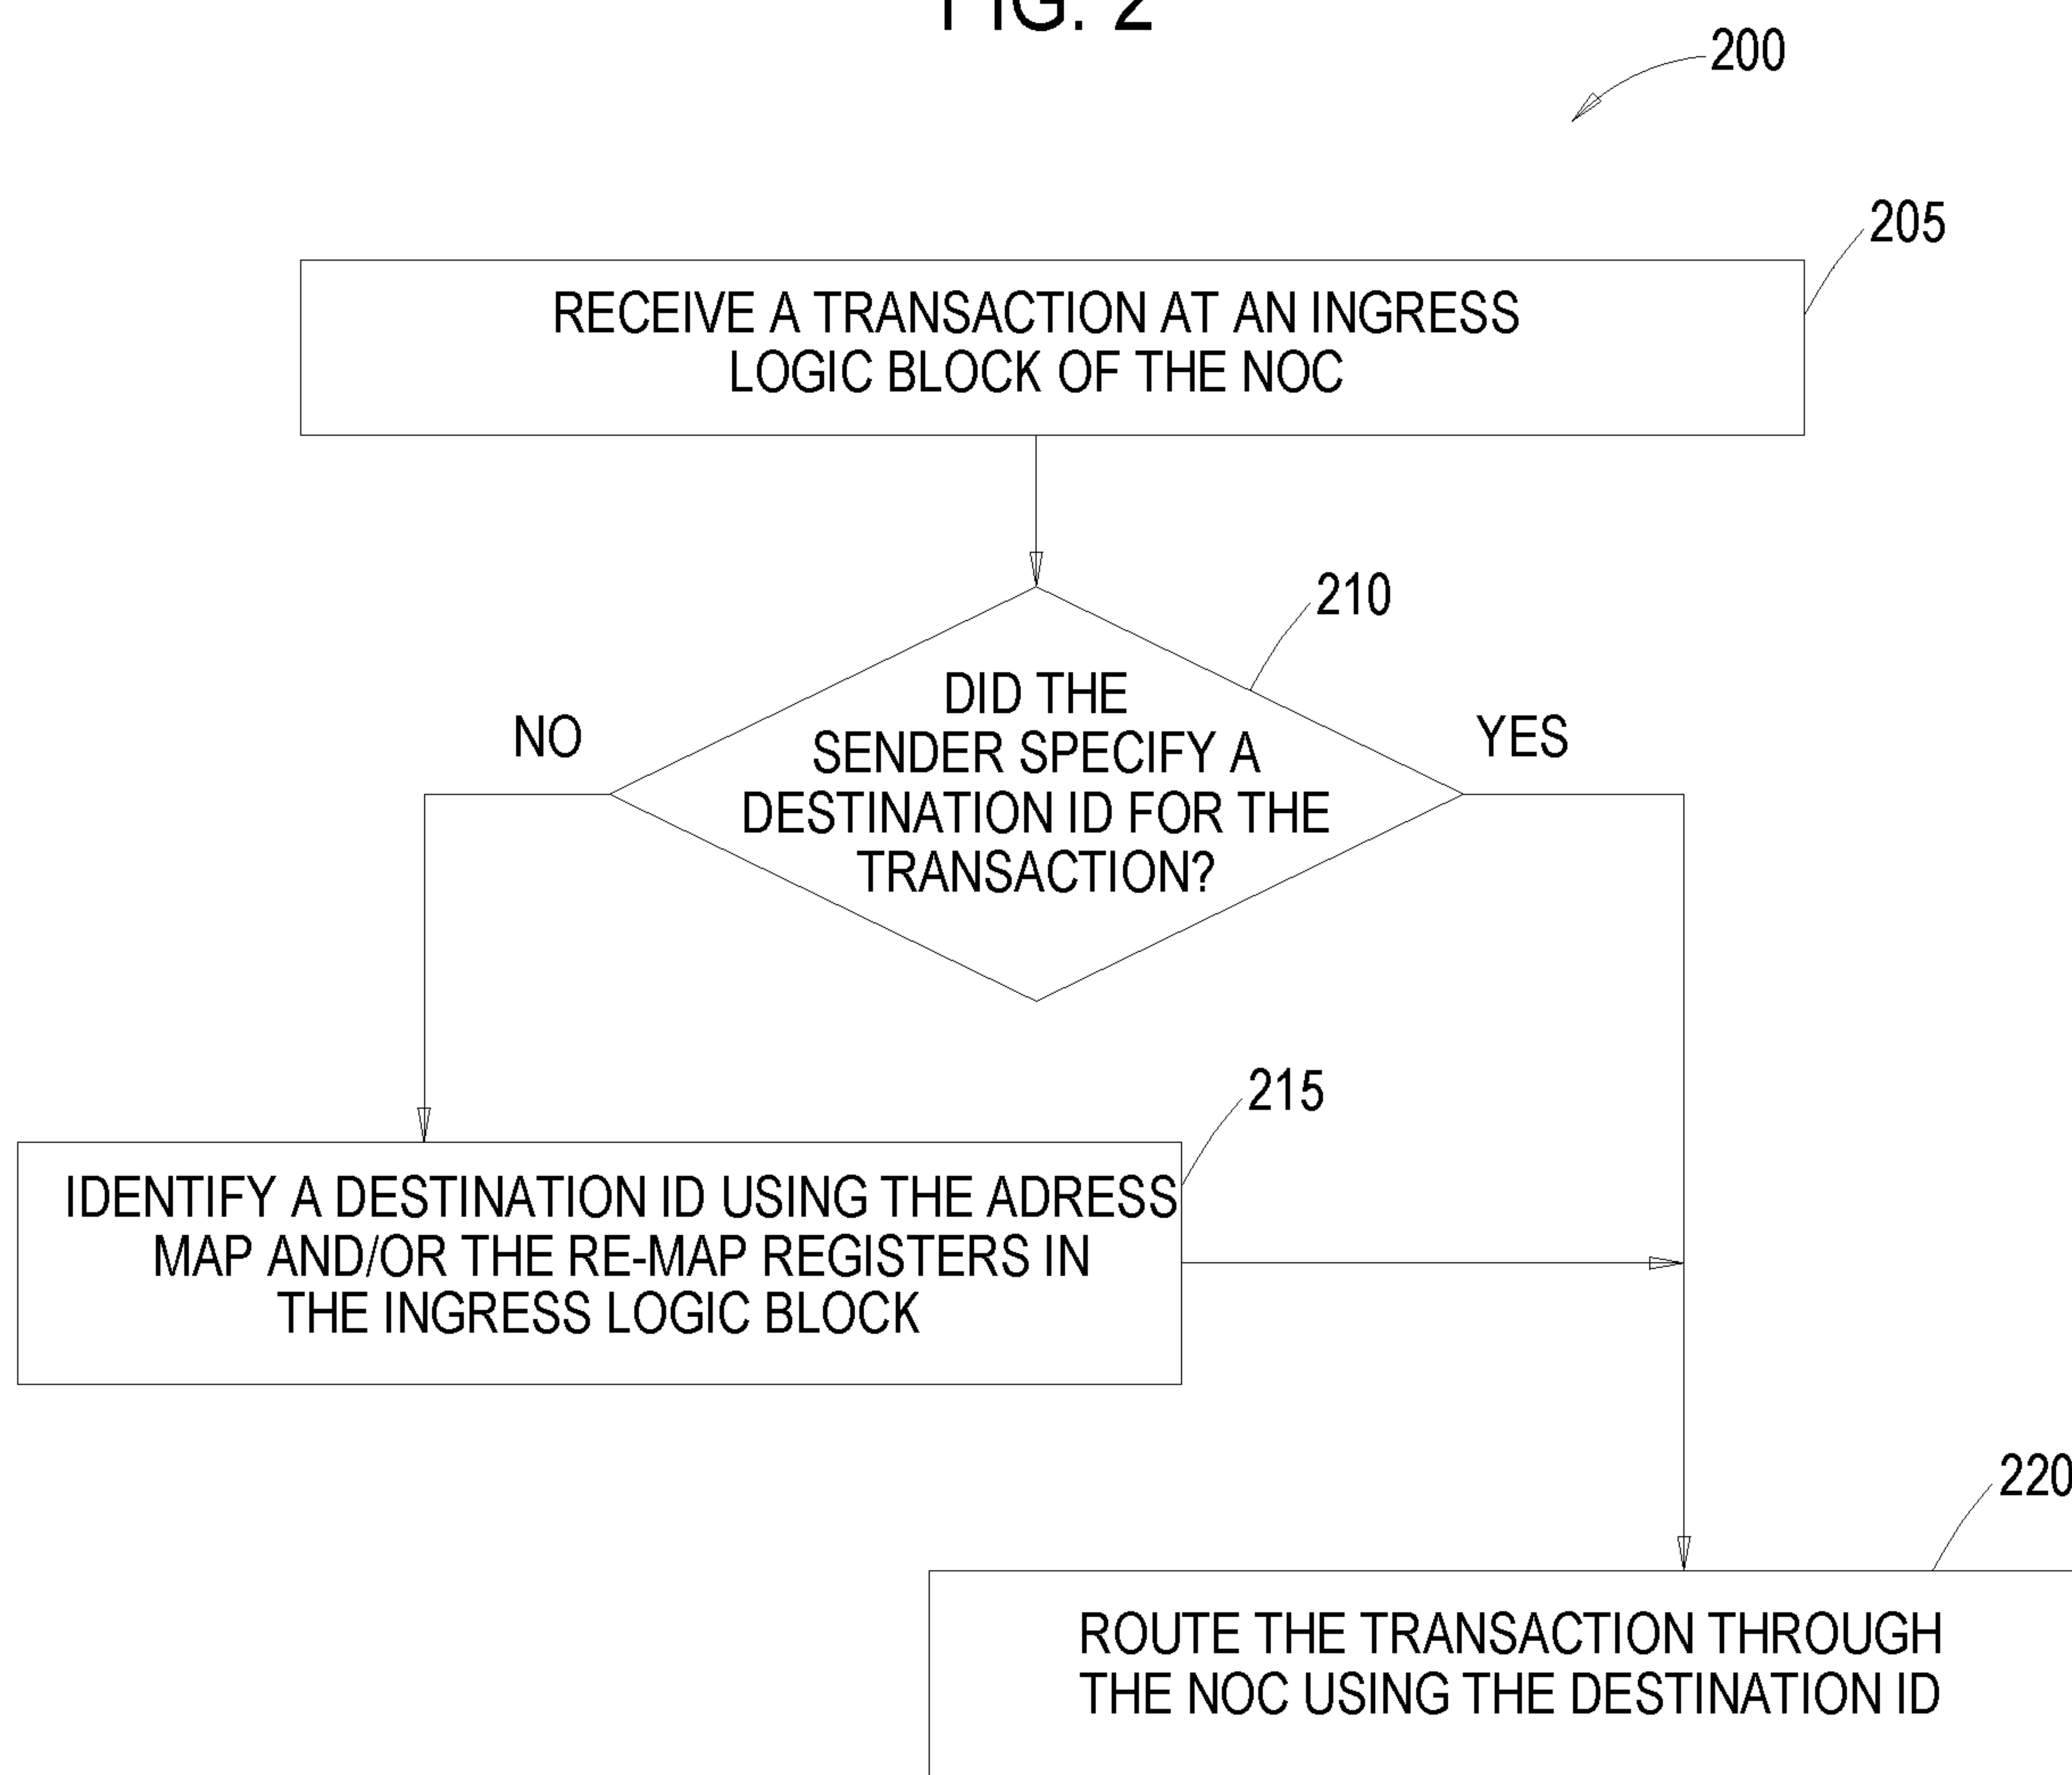 FIG. 2
200
205
RECEIVE A TRANSACTION AT AN INGRESS
LOGIC BLOCK OF THE NOC
210
DID THE
SENDER SPECIFY A
DESTINATION ID FOR THE
TRANSACTION?
NO
YES
215
IDENTIFY A DESTINATION ID USING THE ADRESS
MAP AND/OR THE RE-MAP REGISTERS IN
THE INGRESS LOGIC BLOCK
220
ROUTE THE TRANSACTION THROUGH
THE NOC USING THE DESTINATION ID